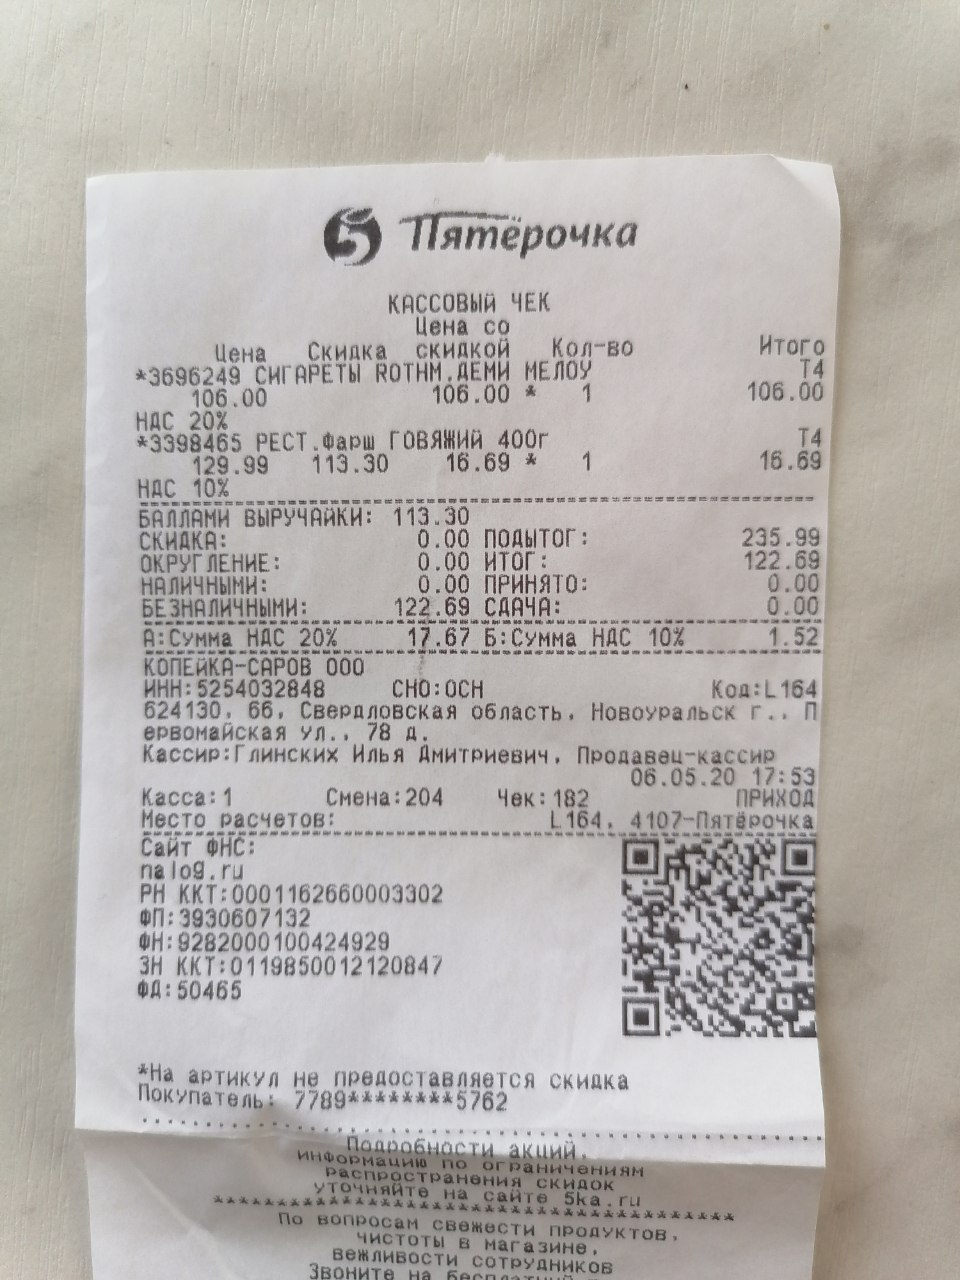 5 Пятёрочка
КАССОВЫЙ ЧЕК
Цена со
Цена Скидка скидкой Кол-во Итого
*3696249 СИГАРЕТЫ ROTHM.ДЕМИ МЕЛОУ Т4
106.00 106.00 * 1 106.00
НДС 20%
*3398465 РЕСТ.Фарш ГОВЯЖИЙ 400г Т4
129.99 113.30 16.69 * 1 16.69
НДС 10%
БАЛЛАМИ ВЫРУЧАЙКИ: 113.30
СКИДКА: 0.00 ПОДЫТОГ: 235.99
ОКРУГЛЕНИЕ: 0.00 ИТОГ: 122.69
НАЛИЧНЫМИ: 0.00 ПРИНЯТО: 0.00
БЕЗНАЛИЧНЫМИ: 122.69 СДАЧА: 0.00
А:Сумма НДС 20% 17.67 Б:Сумма НДС 10% 1.52
КОПЕЙКА-САРОВ ООО
ИНН:5254032848 СНО:ОСН Код:L164
624130, 66, Свердловская область, Новоуральск г., П
ервомайская ул., 78 д.
Кассир:Глинских Илья Дмитриевич, Продавец-кассир
06.05.20 17:53
Касса:1 Смена:204 Чек:182 ПРИХОД
Место расчетов: L164, 4107-Пятёрочка
Сайт ФНС:
nalog.ru
РН ККТ:0001162660003302
ФП:3930607132
ФН:9282000100424929
ЗН ККТ:0119850012120847
ФД:50465
*На артикул не предоставляется скидка
Покупатель: 7789********5762
Подробности акций,
информацию по ограничениям
распространения скидок
уточняйте на сайте 5ka.ru
****************************************
По вопросам свежести продуктов,
чистоты в магазине,
вежливости сотрудников
Звоните на